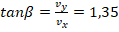 tanβ = v_y / v_x = 1,35